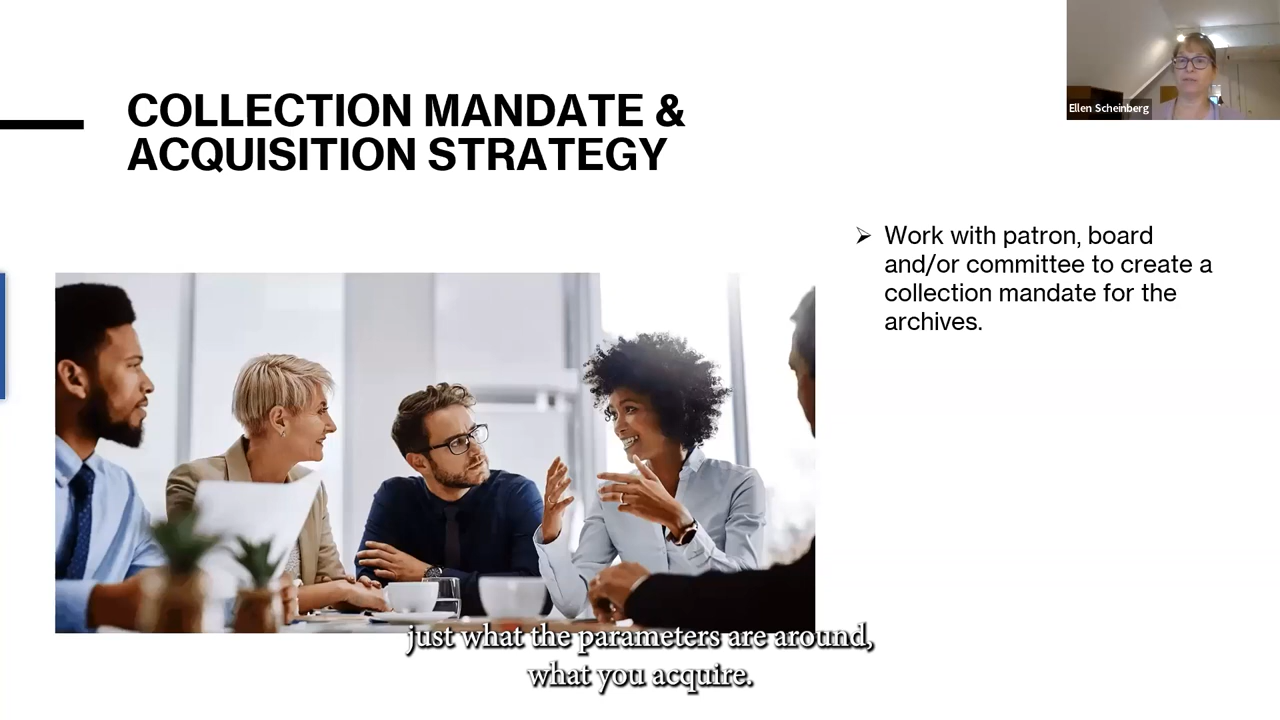 Ellen Scheinberg
COLLECTION MANDATE &
ACQUISITION STRATEGY
➢ Work with patron, board
and/or committee to create a
collection mandate for the
archives.
just what the parameters are around,
what you acquire.